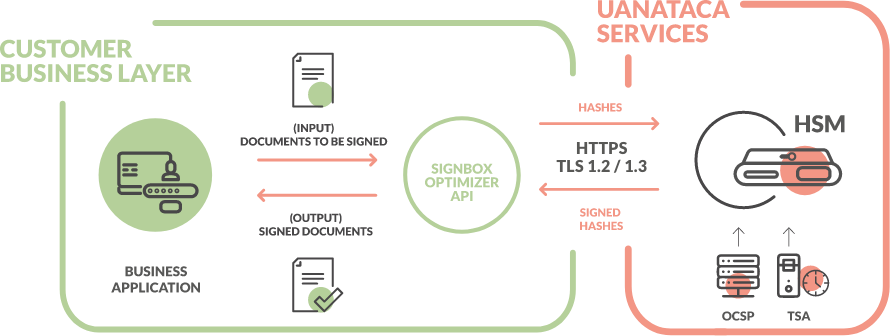 CUSTOMER
BUSINESS LAYER
UANATACA
SERVICES
(INPUT)
DOCUMENTS TO BE SIGNED
(OUTPUT)
SIGNED DOCUMENTS
BUSINESS
APPLICATION
SIGNBOX
OPTIMIZER
API
HASHES
HTTPS
TLS 1.2 / 1.3
SIGNED
HASHES
HSM
OCSP
TSA